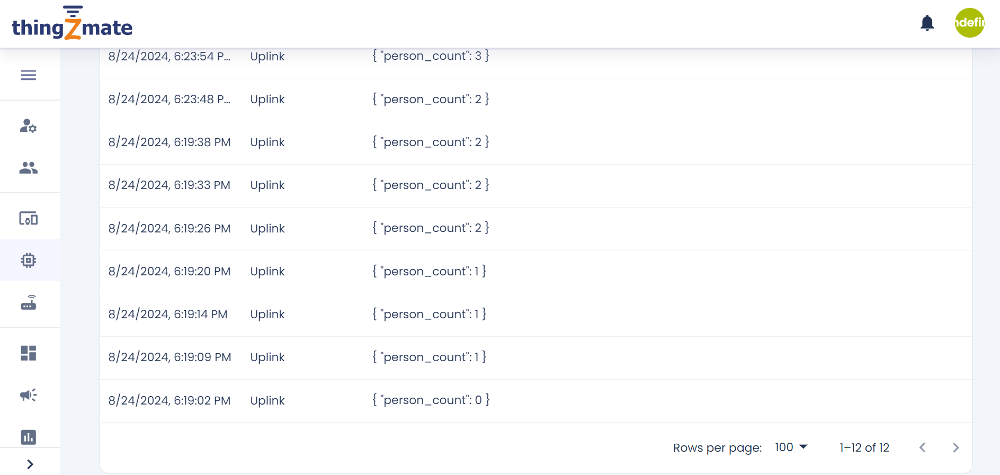 thingZmate
ndefin
8/24/2024, 6:23:54 P... Uplink { "person_count": 3 }
8/24/2024, 6:23:48 P... Uplink { "person_count": 2 }
8/24/2024, 6:19:38 PM Uplink { "person_count": 2 }
8/24/2024, 6:19:33 PM Uplink { "person_count": 2 }
8/24/2024, 6:19:26 PM Uplink { "person_count": 2 }
8/24/2024, 6:19:20 PM Uplink { "person_count": 1 }
8/24/2024, 6:19:14 PM Uplink { "person_count": 1 }
8/24/2024, 6:19:09 PM Uplink { "person_count": 1 }
8/24/2024, 6:19:02 PM Uplink { "person_count": 0 }
Rows per page: 100 1–12 of 12